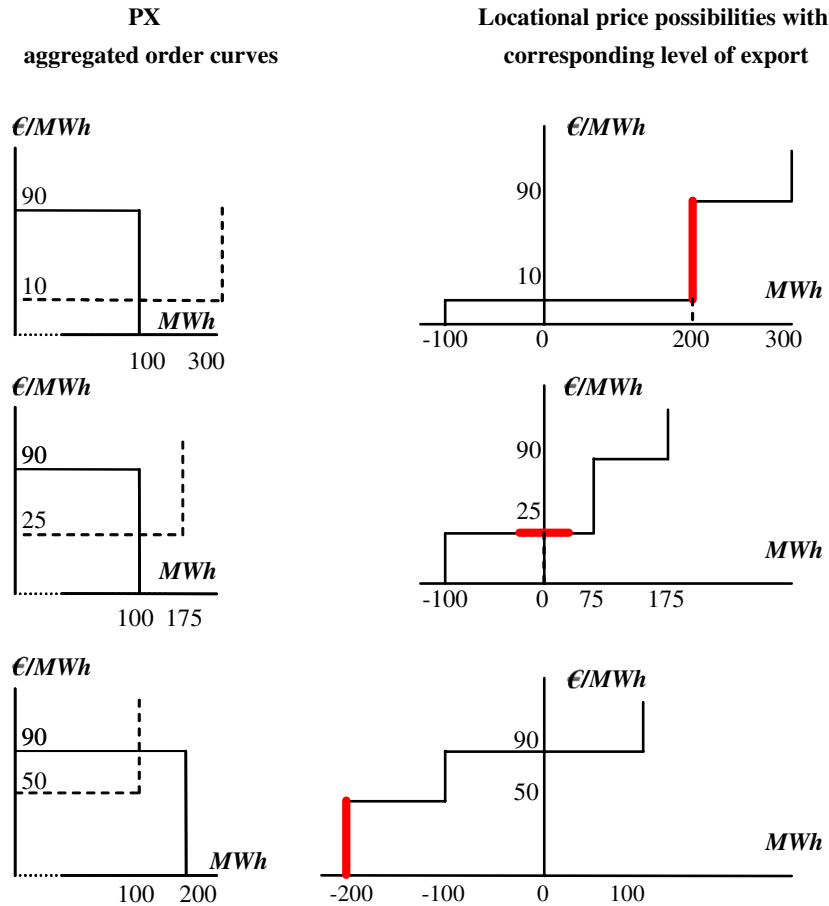 PX
aggregated order curves
Locational price possibilities with
corresponding level of export
€/MWh
90
10
MWh
100 300
€/MWh
90
10
MWh
-100 0 200 300
€/MWh
90
25
MWh
100 175
€/MWh
90
25
MWh
-100 0 75 175
€/MWh
90
50
MWh
100 200
€/MWh
90
50
MWh
-200 -100 0 100